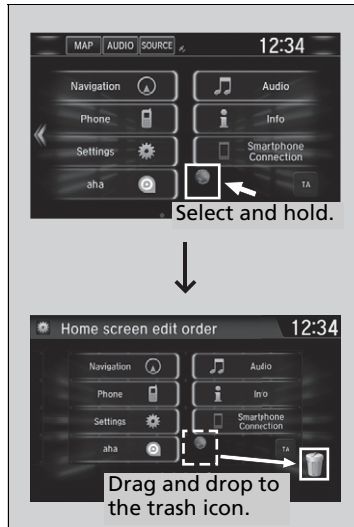 MAP AUDIO SOURCE 12:34
Navigation Audio
Phone Info
Settings Smartphone
Connection
aha TA
Select and hold.
Home screen edit order 12:34
Navigation Audio
Phone Info
Settings Smartphone
Connection
aha TA
Drag and drop to
the trash icon.